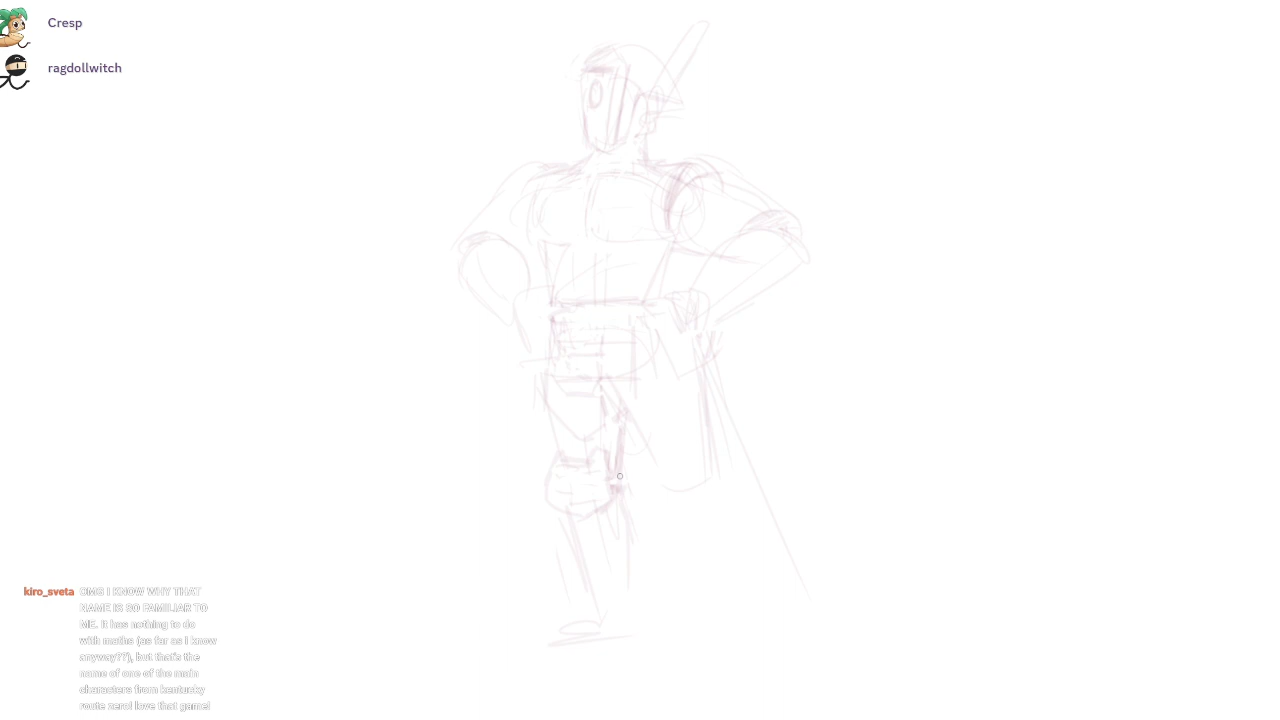 Cresp
ragdollwitch
kiro_sveta OMG I KNOW WHY THAT
NAME IS SO FAMILIAR TO
ME. it has nothing to do
with mothe (as far as i know
anyway??), but that's the
name of one of the main
characters from kentucky
route zero! love that game!